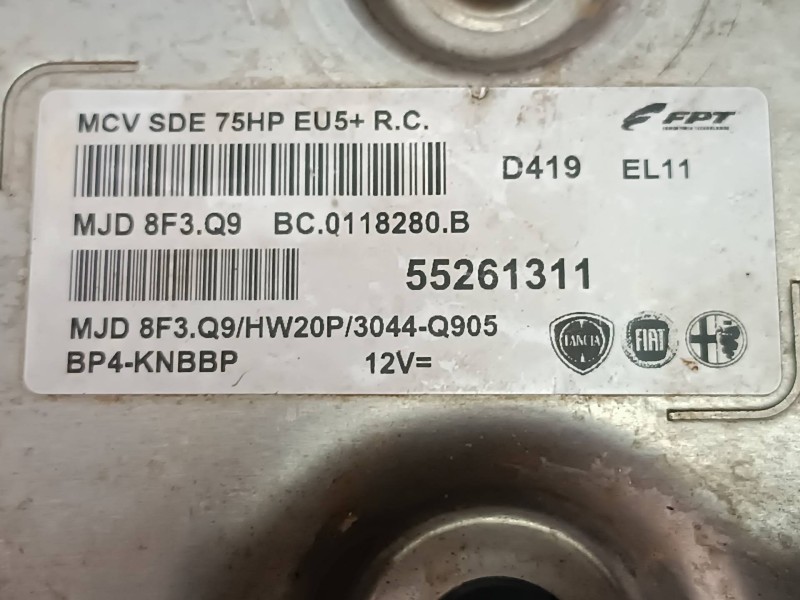 MCV SDE 75HP EU5+ R.C.
FPT
D419 EL11
MJD 8F3.Q9 BC.0118280.B
55261311
MJD 8F3.Q9/HW20P/3044-Q905
LANCIA FIAT
BP4-KNBBP 12V=